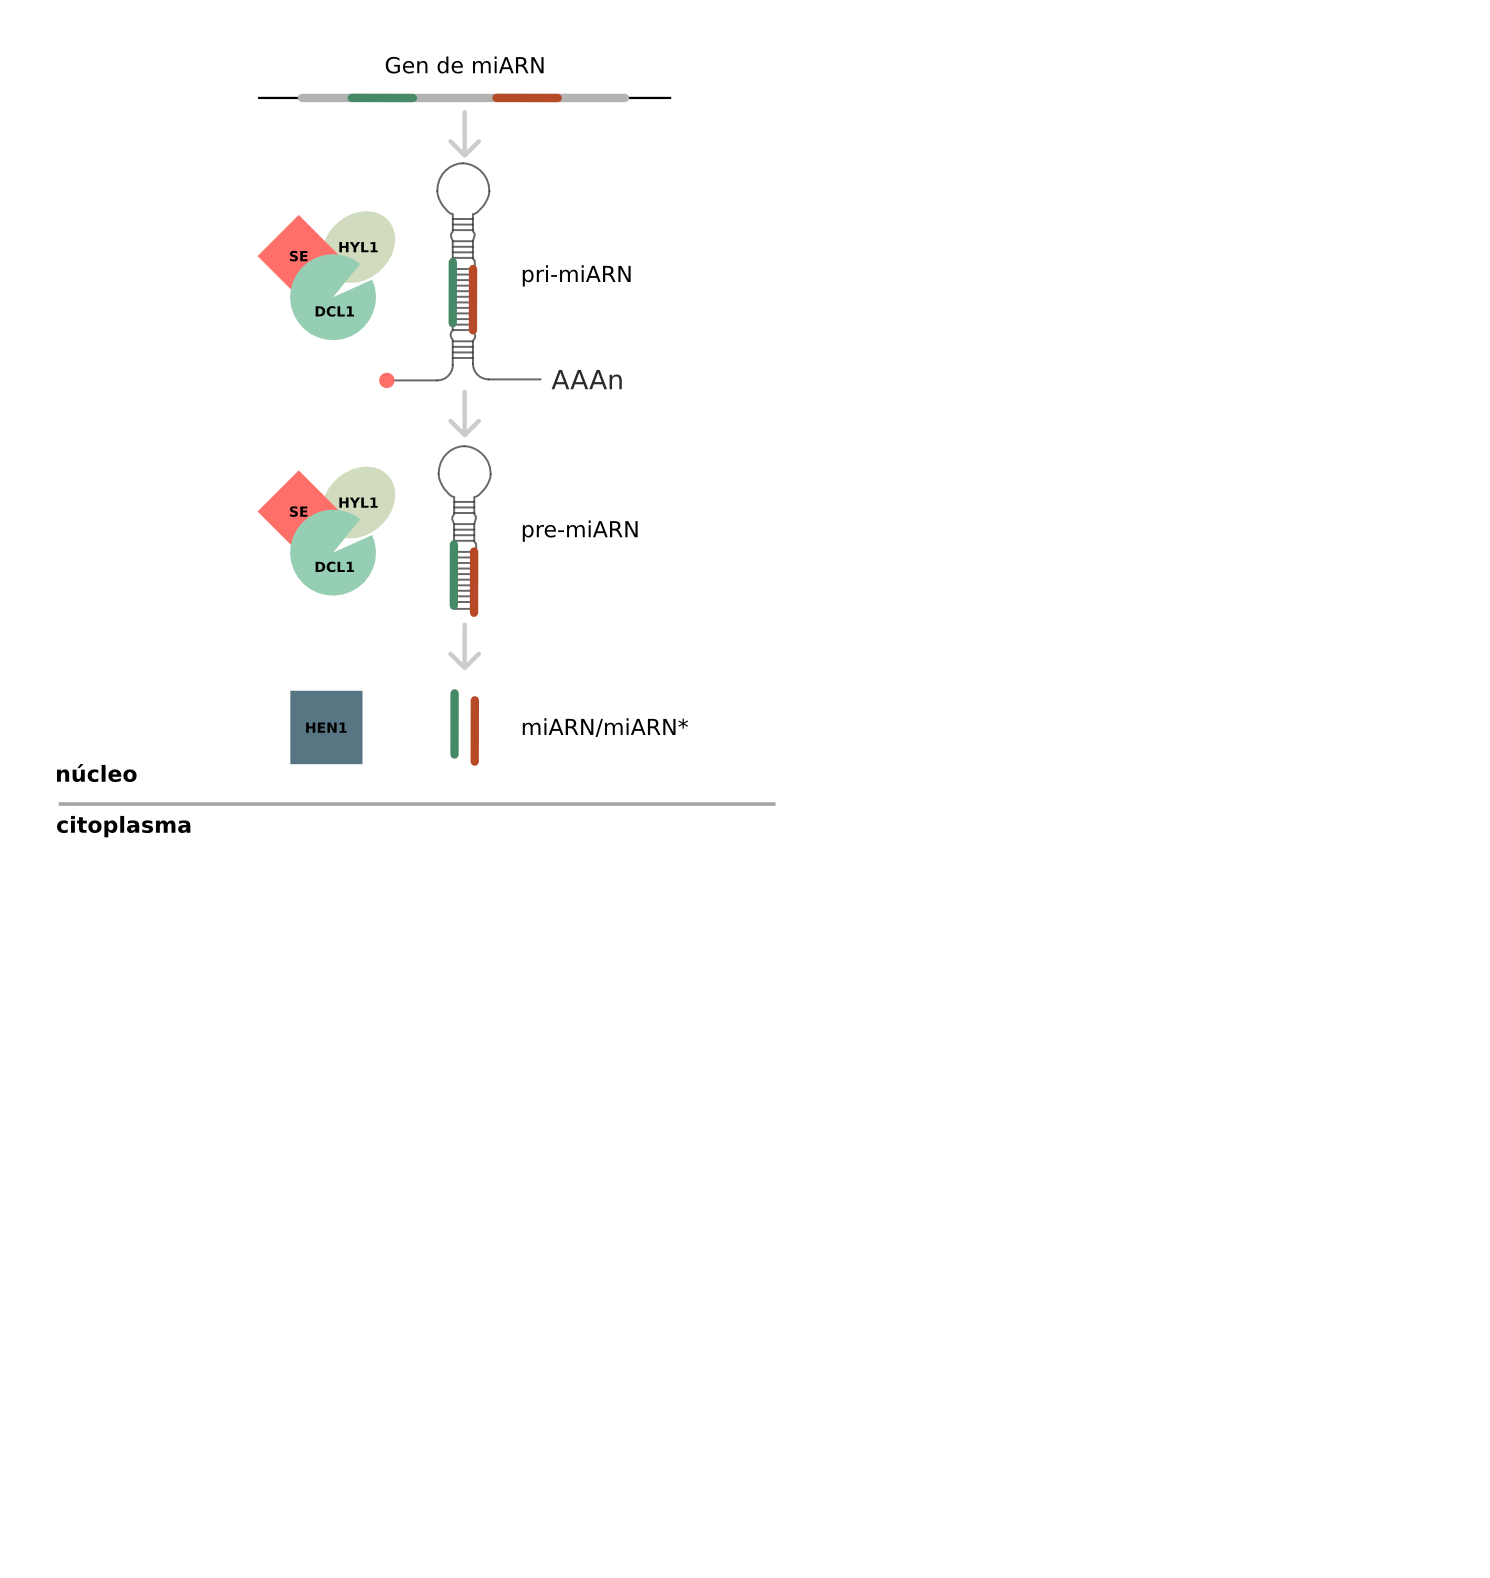 Gen de miARN
SE
HYL1
DCL1
pri-miARN
AAAn
SE
HYL1
DCL1
pre-miARN
HEN1
miARN/miARN*
núcleo
citoplasma